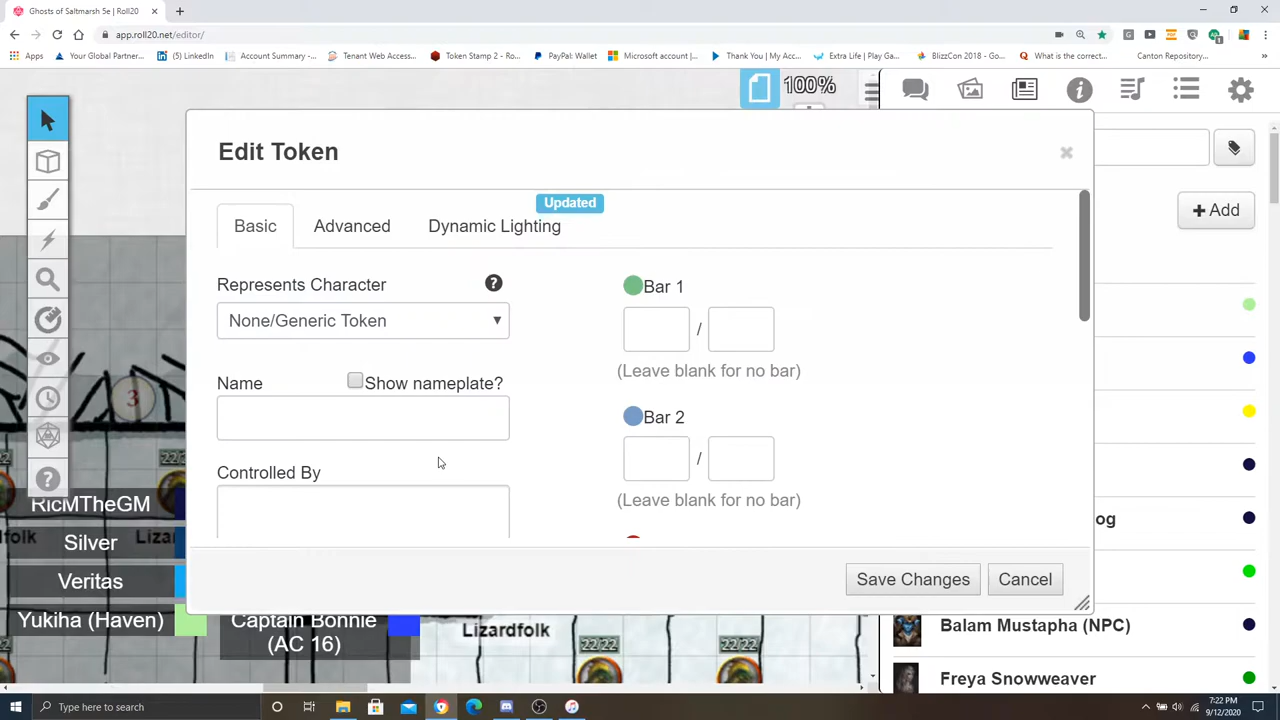 Ghosts of Saltmarsh 5e | Roll20
app.roll20.net/editor/
Apps
Your Global Partner...
(5) LinkedIn
Account Summary -...
Tenant Web Access...
Token Stamp 2 - Ro...
PayPal: Wallet
Microsoft account |...
Thank You | My Acc...
Extra Life | Play Ga...
BlizzCon 2018 - Go...
What is the correct...
Canton Repository...
100%
Edit Token
Updated
Basic
Advanced
Dynamic Lighting
+ Add
Represents Character
None/Generic Token
Bar 1
/
(Leave blank for no bar)
Name
Show nameplate?
Bar 2
/
(Leave blank for no bar)
Controlled By
3
22
RicMTheGM
Silver
Veritas
Yukiha (Haven)
Captain Bonnie
(AC 16)
Lizardfolk
22/22
22/22
og
Save Changes
Cancel
Balam Mustapha (NPC)
Freya Snowweaver
Type here to search
7:22 PM
9/12/2020